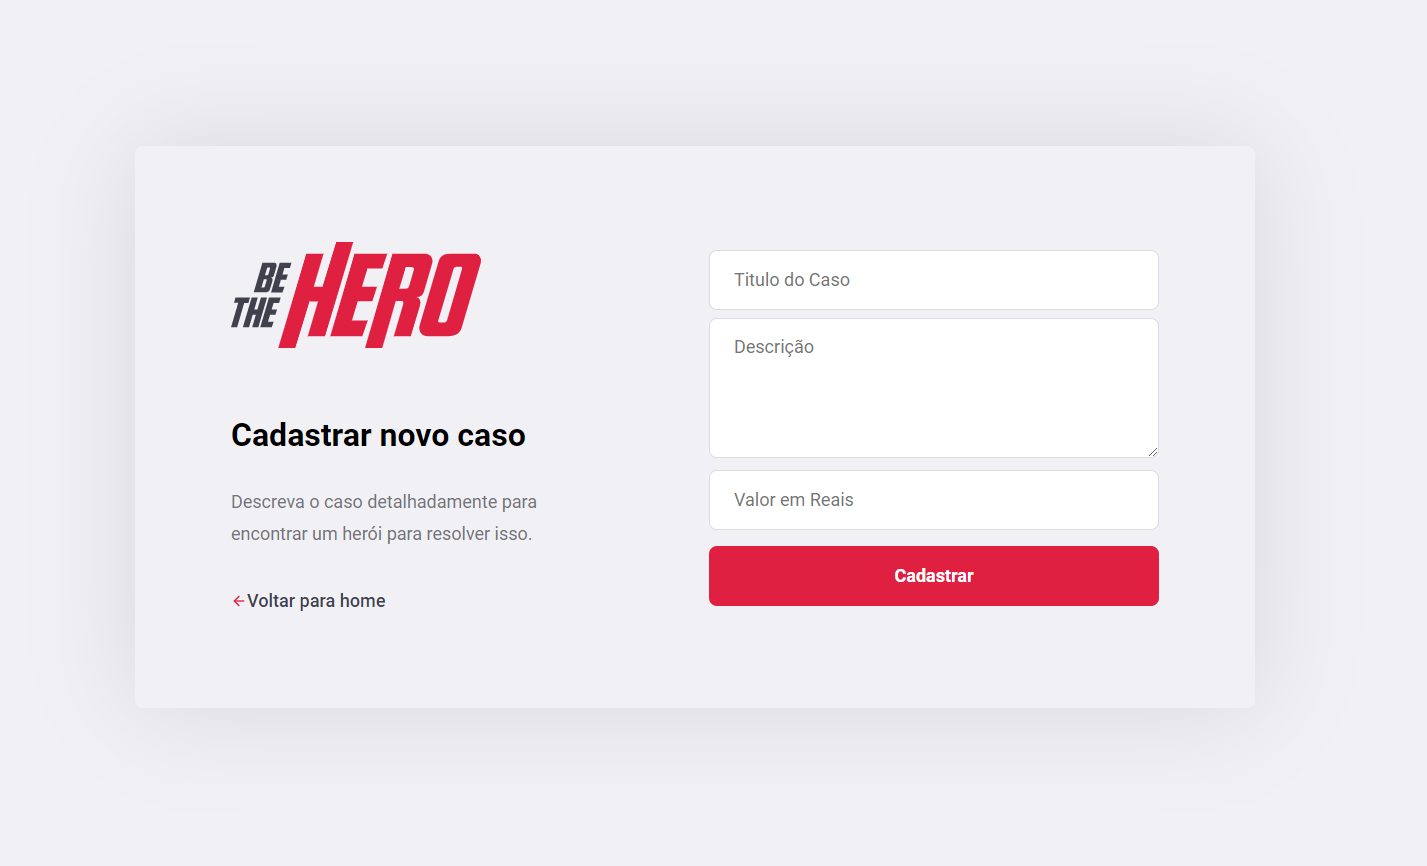 BE
THE HERO
Cadastrar novo caso
Descreva o caso detalhadamente para
encontrar um herói para resolver isso.
Voltar para home
Titulo do Caso
Descrição
Valor em Reais
Cadastrar